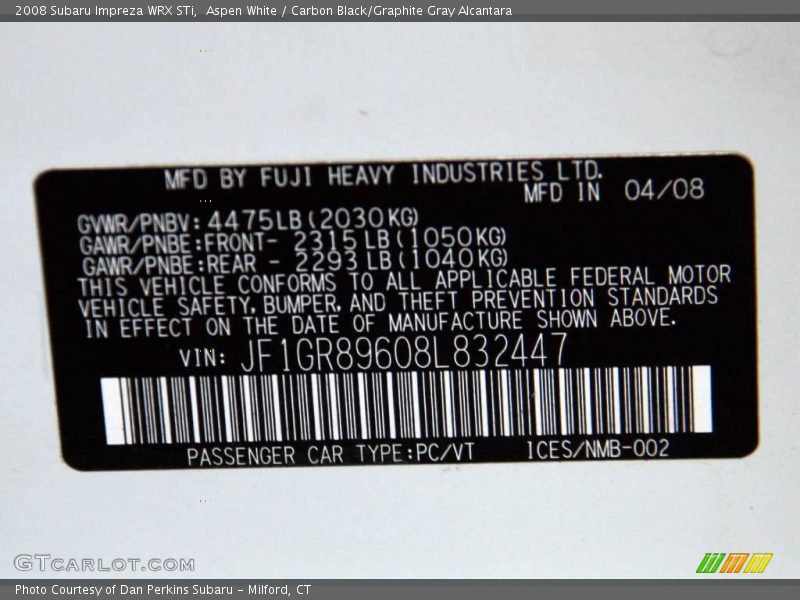 2008 Subaru Impreza WRX STi,  Aspen White / Carbon Black/Graphite Gray Alcantara
MFD BY FUJI HEAVY INDUSTRIES LTD.
MFD IN 04/08
GVWR/PNBV: 4475LB(2030KG)
GAWR/PNBE:FRONT- 2315LB(1050KG)
GAWR/PNBE:REAR - 2293LB(1040KG)
THIS VEHICLE CONFORMS TO ALL APPLICABLE FEDERAL MOTOR
VEHICLE SAFETY, BUMPER, AND THEFT PREVENTION STANDARDS
IN EFFECT ON THE DATE OF MANUFACTURE SHOWN ABOVE.
VIN: JF1GR89608L832447
PASSENGER CAR TYPE:PC/VT ICES/NMB-002
GTCARLOT.COM
Photo Courtesy of Dan Perkins Subaru - Milford, CT